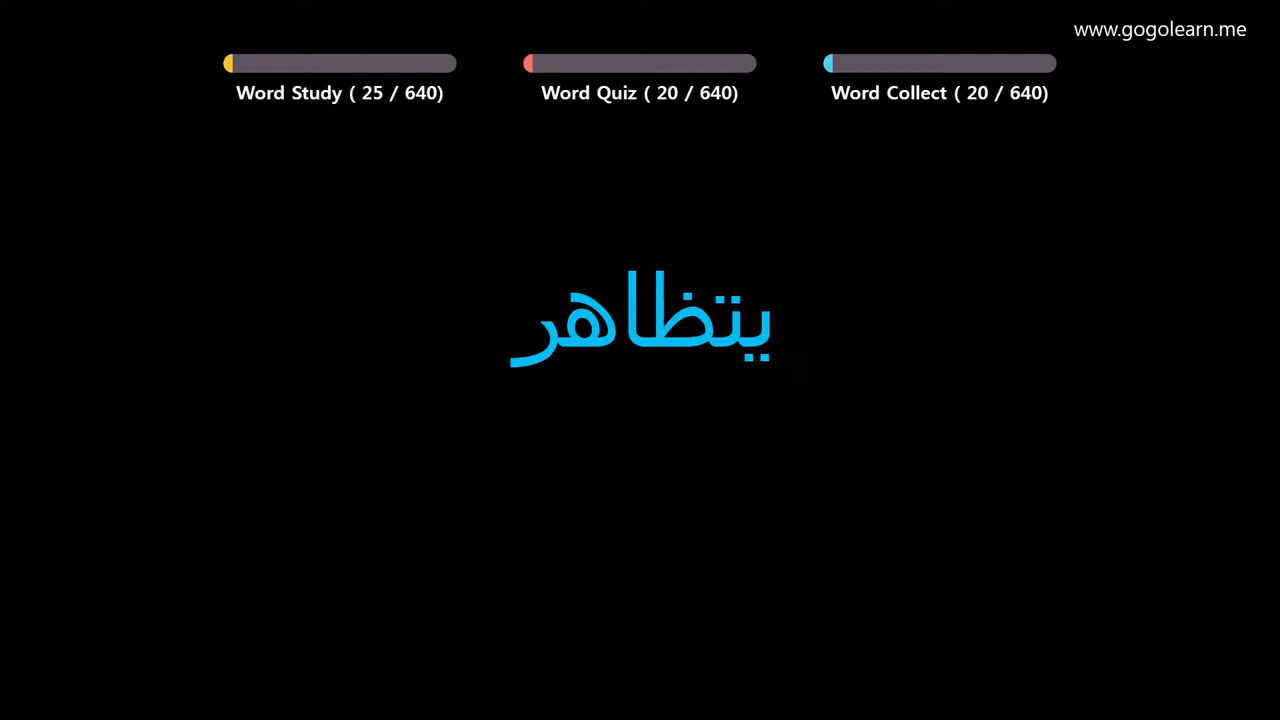 www.gogolearn.me
Word Study ( 25 / 640)
Word Quiz ( 20 / 640)
Word Collect ( 20 / 640)
يتظاهر